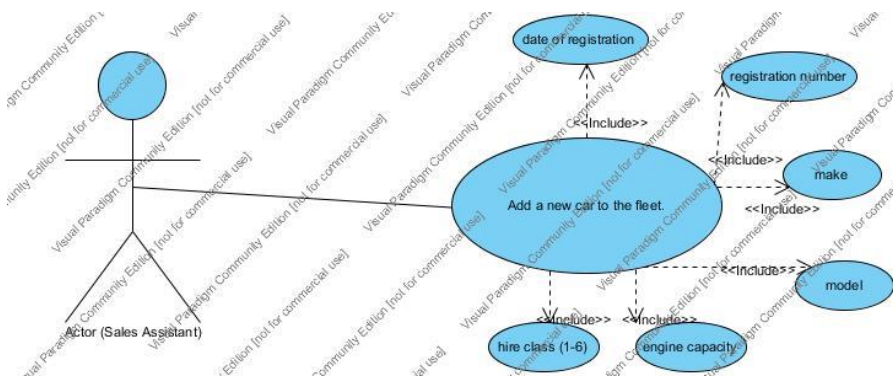 date of registration
registration number
<<Include>>
<<Include>>
make
Add a new car to the fleet.
<<Include>>
<<Include>>
model
Actor (Sales Assistant)
<<Include>>
<<Include>>
hire class (1-6)
engine capacity
Visual Paradigm Community Edition [not for commercial use]